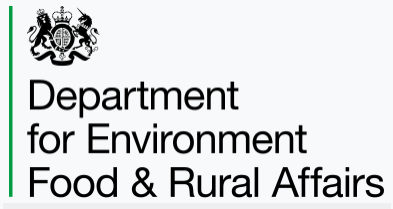 Department
for Environment
Food & Rural Affairs